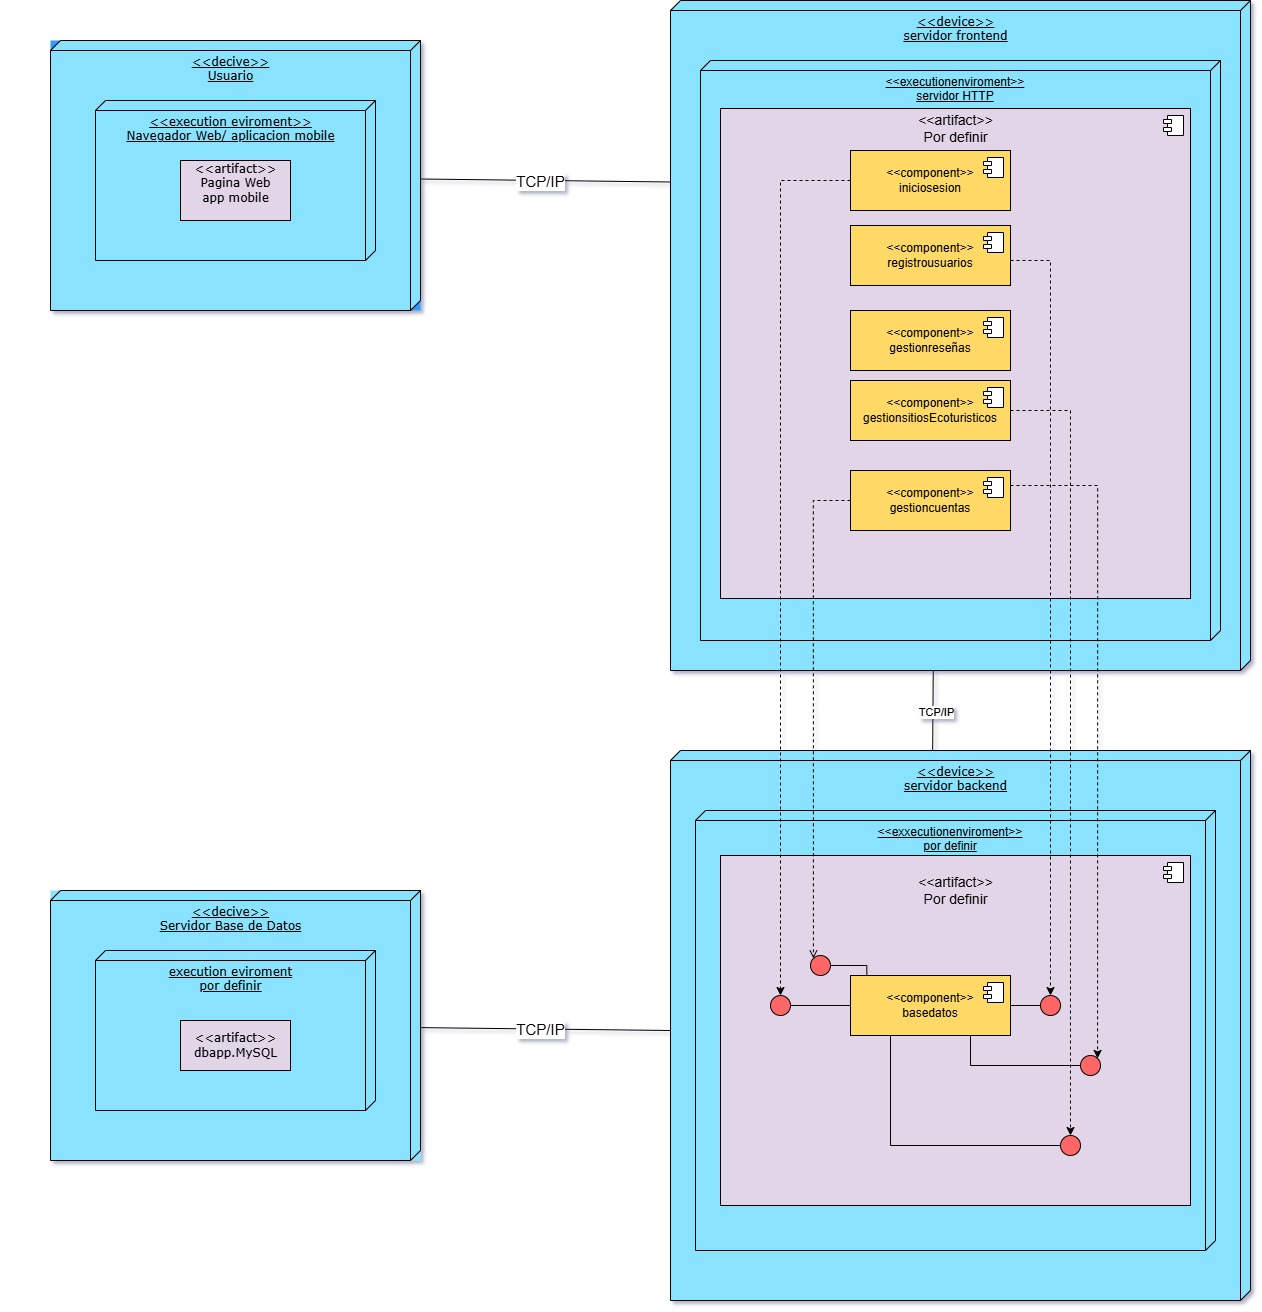 <<decive>>
Usuario
<<execution eviroment>>
Navegador Web/ aplicacion mobile
<<artifact>>
Pagina Web
app mobile
TCP/IP
<<device>>
servidor frontend
<<executionenviroment>>
servidor HTTP
<<artifact>>
Por definir
<<component>>
iniciosesion
<<component>>
registrousuarios
<<component>>
gestionreseñas
<<component>>
gestionsitiosEcoturisticos
<<component>>
gestioncuentas
TCP/IP
<<device>>
servidor backend
<<exxecutionenviroment>>
por definir
<<artifact>>
Por definir
<<component>>
basedatos
<<decive>>
Servidor Base de Datos
execution eviroment
por definir
<<artifact>>
dbapp.MySQL
TCP/IP